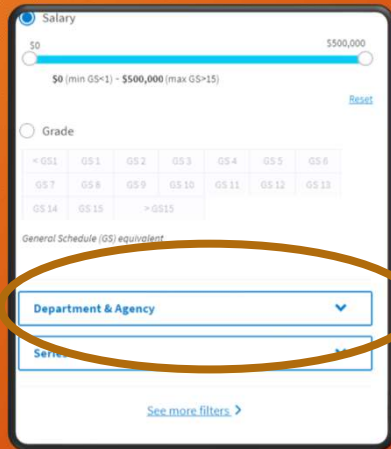 Salary
$0 $500,000
$0 (min GS<1) - $500,000 (max GS>15)
Reset
Grade
< GS1 GS 1 GS 2 GS 3 GS 4 GS 5 GS 6
GS 7 GS 8 GS 9 GS 10 GS 11 GS 12 GS 13
GS 14 GS 15 > GS15
General Schedule (GS) equivalent
Department & Agency
Series
See more filters